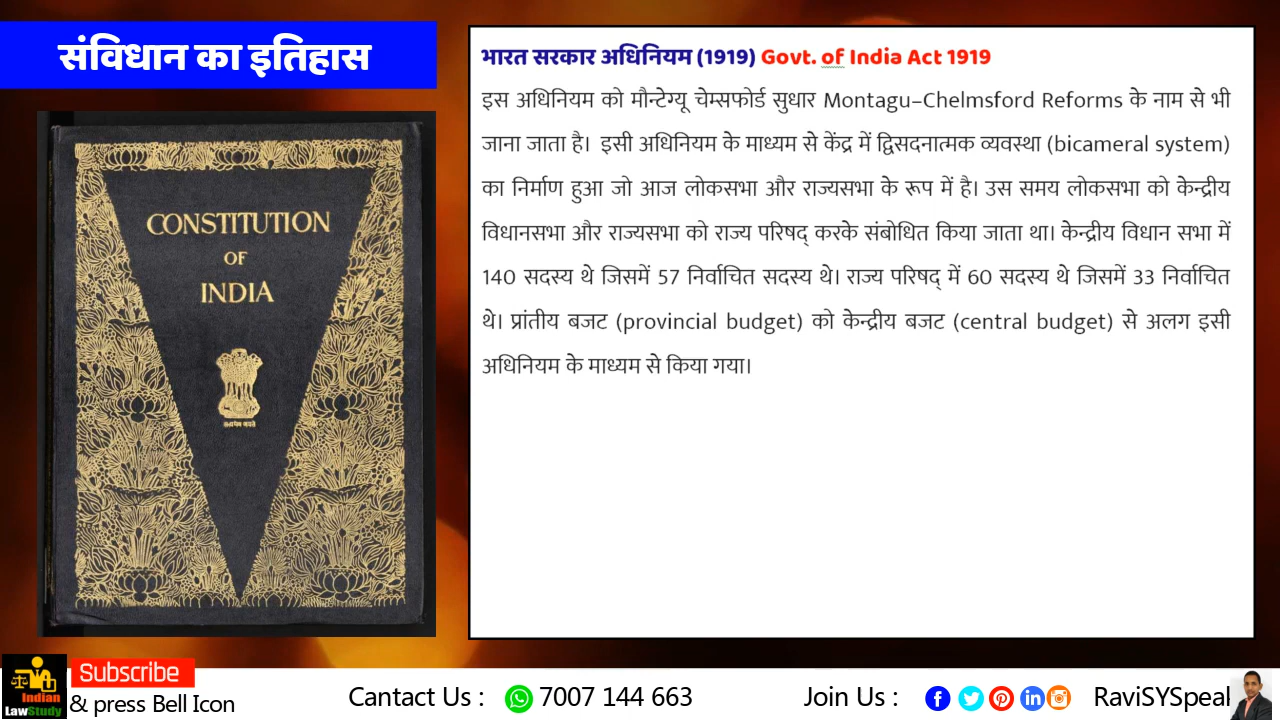 संविधान का इतिहास
CONSTITUTION
OF
INDIA
सत्यमेव जयते
भारत सरकार अधिनियम (1919) Govt. of India Act 1919
इस अधिनियम को मौन्टेग्यू चेम्सफोर्ड सुधार Montagu–Chelmsford Reforms के नाम से भी
जाना जाता है। इसी अधिनियम के माध्यम से केंद्र में द्विसदनात्मक व्यवस्था (bicameral system)
का निर्माण हुआ जो आज लोकसभा और राज्यसभा के रूप में है। उस समय लोकसभा को केन्द्रीय
विधानसभा और राज्यसभा को राज्य परिषद् करके संबोधित किया जाता था। केन्द्रीय विधान सभा में
140 सदस्य थे जिसमें 57 निर्वाचित सदस्य थे। राज्य परिषद् में 60 सदस्य थे जिसमें 33 निर्वाचित
थे। प्रांतीय बजट (provincial budget) को केन्द्रीय बजट (central budget) से अलग इसी
अधिनियम के माध्यम से किया गया।
Indian
LawStudy
Subscribe
& press Bell Icon
Cantact Us : 7007 144 663
Join Us : RaviSYSpeak